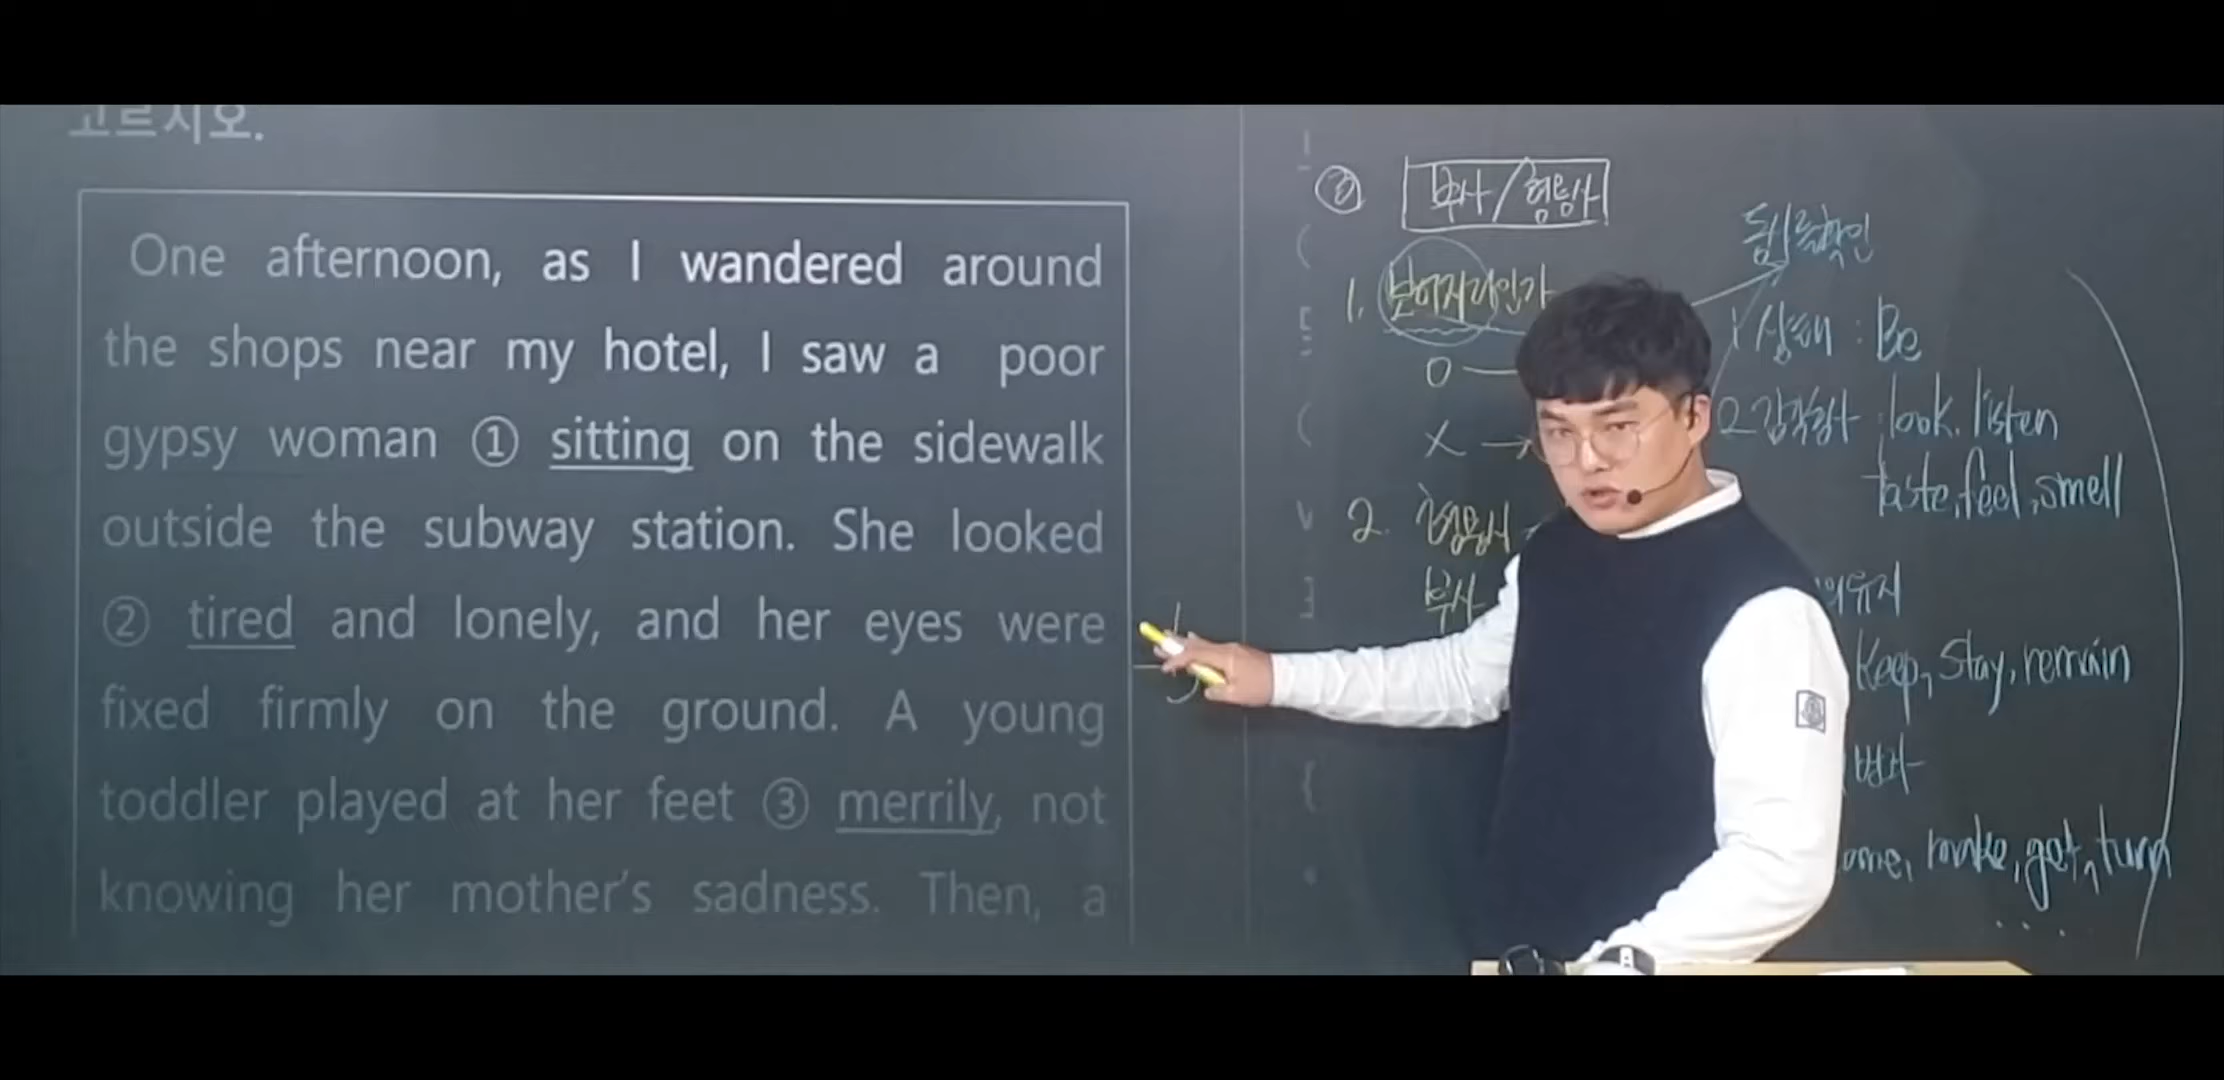 고르시오.
One afternoon, as I wandered around
the shops near my hotel, I saw a poor
gypsy woman ① sitting on the sidewalk
outside the subway station. She looked
② tired and lonely, and her eyes were
fixed firmly on the ground. A young
toddler played at her feet ③ merrily, not
knowing her mother's sadness. Then, a
부사/형용사
1. 보어자리인가
O
X →
2. 형용사
부사
동사를확인
1 상태 : Be
2 감각동사 : look. listen
taste, feel, smell
유지
keep, stay, remain
변화
ome, make, get, turn
....